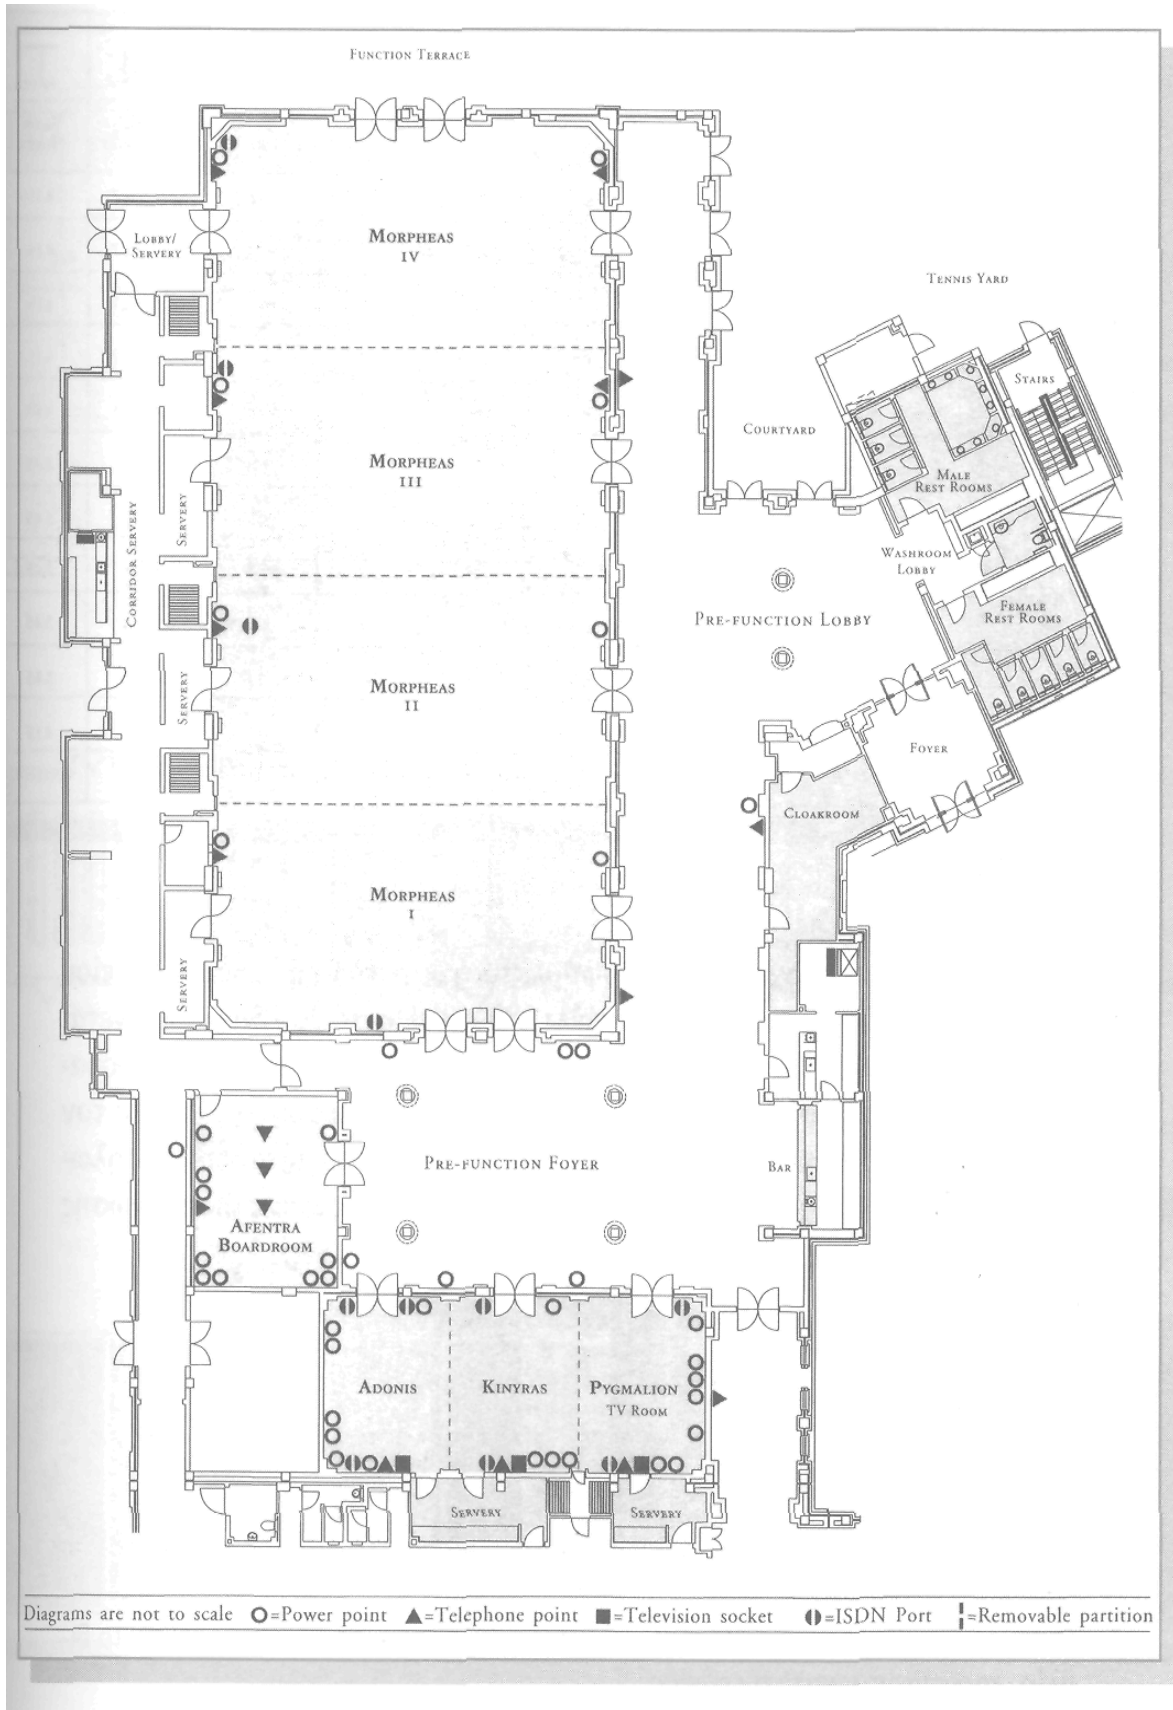 FUNCTION TERRACE
MORPHEAS
IV
LOBBY/
SERVERY
TENNIS YARD
STAIRS
COURTYARD
MORPHEAS
III
MALE
REST ROOMS
SERVERY
CORRIDOR SERVERY
WASHROOM
LOBBY
PRE-FUNCTION LOBBY
FEMALE
REST ROOMS
MORPHEAS
II
SERVERY
FOYER
CLOAKROOM
MORPHEAS
I
SERVERY
PRE-FUNCTION FOYER
BAR
AFENTRA
BOARDROOM
ADONIS
KINYRAS
PYGMALION
TV ROOM
SERVERY
SERVERY
Diagrams are not to scale =Power point =Telephone point =Television socket =ISDN Port =Removable partition